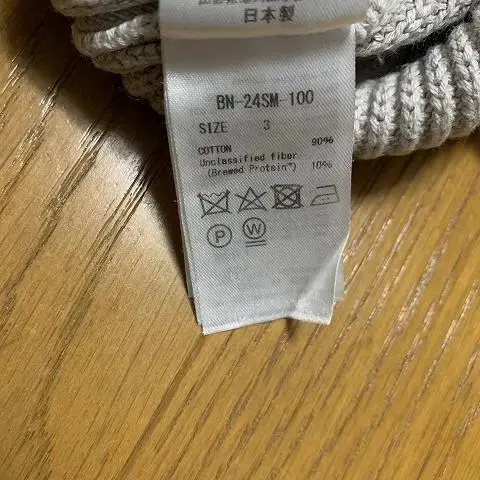 日本製
BN-24SM-100
SIZE 3
COTTON 90%
Unclassified fiber
(Brewed Protein™) 10%
P W